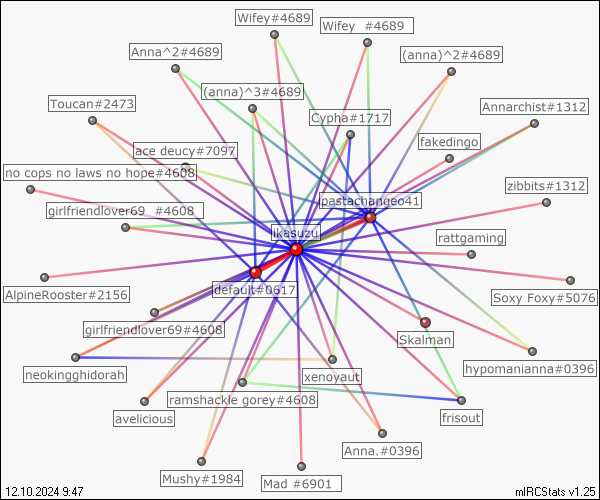 Wifey#4689
Wifey  #4689
Anna^2#4689
(anna)^2#4689
(anna)^3#4689
Toucan#2473
Cypha#1717
Annarchist#1312
ace deucy#7097
fakedingo
no cops no laws no hope#4608
pastachangeo41
zibbits#1312
girlfriendlover69  #4608
ikasuzu
rattgaming
default#0617
AlpineRooster#2156
Soxy Foxy#5076
girlfriendlover69#4608
Skalman
neokingghidorah
xenoyaut
hypomanianna#0396
ramshackle gorey#4608
avelicious
frisout
Anna.#0396
Mushy#1984
Mad #6901
12.10.2024 9:47
mIRCStats v1.25